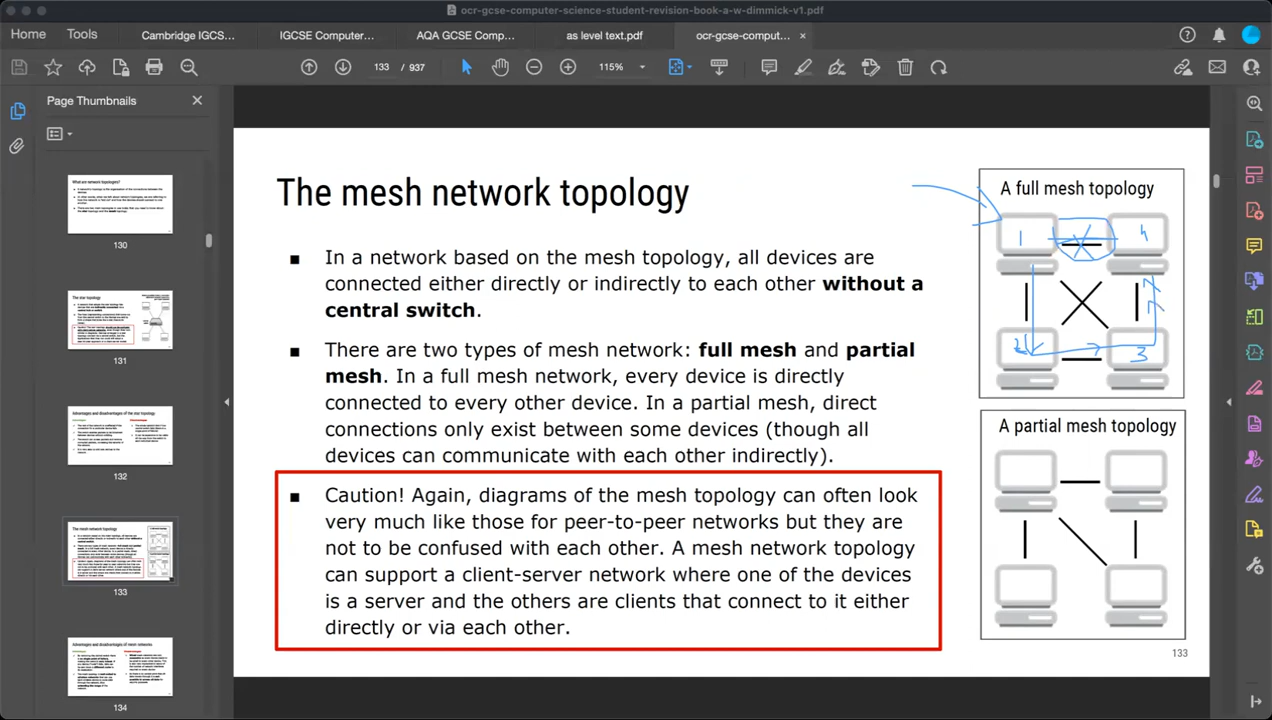 ocr-gcse-computer-science-student-revision-book-a-w-dimmick-v1.pdf
Home
Tools
Cambridge IGCS...
IGCSE Computer...
AQA GCSE Comp...
as level text.pdf
ocr-gcse-comput...
133 / 937
115%
Page Thumbnails
130
131
132
133
134
The mesh network topology
In a network based on the mesh topology, all devices are
connected either directly or indirectly to each other without a
central switch.
There are two types of mesh network: full mesh and partial
mesh. In a full mesh network, every device is directly
connected to every other device. In a partial mesh, direct
connections only exist between some devices (though all
devices can communicate with each other indirectly).
Caution! Again, diagrams of the mesh topology can often look
very much like those for peer-to-peer networks but they are
not to be confused with each other. A mesh network topology
can support a client-server network where one of the devices
is a server and the others are clients that connect to it either
directly or via each other.
A full mesh topology
1
4
2
3
A partial mesh topology
133